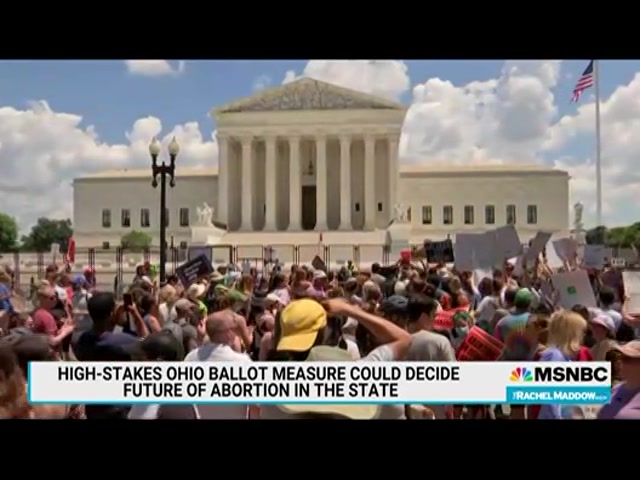 HIGH-STAKES OHIO BALLOT MEASURE COULD DECIDE
FUTURE OF ABORTION IN THE STATE
MSNBC
RACHEL MADDOW